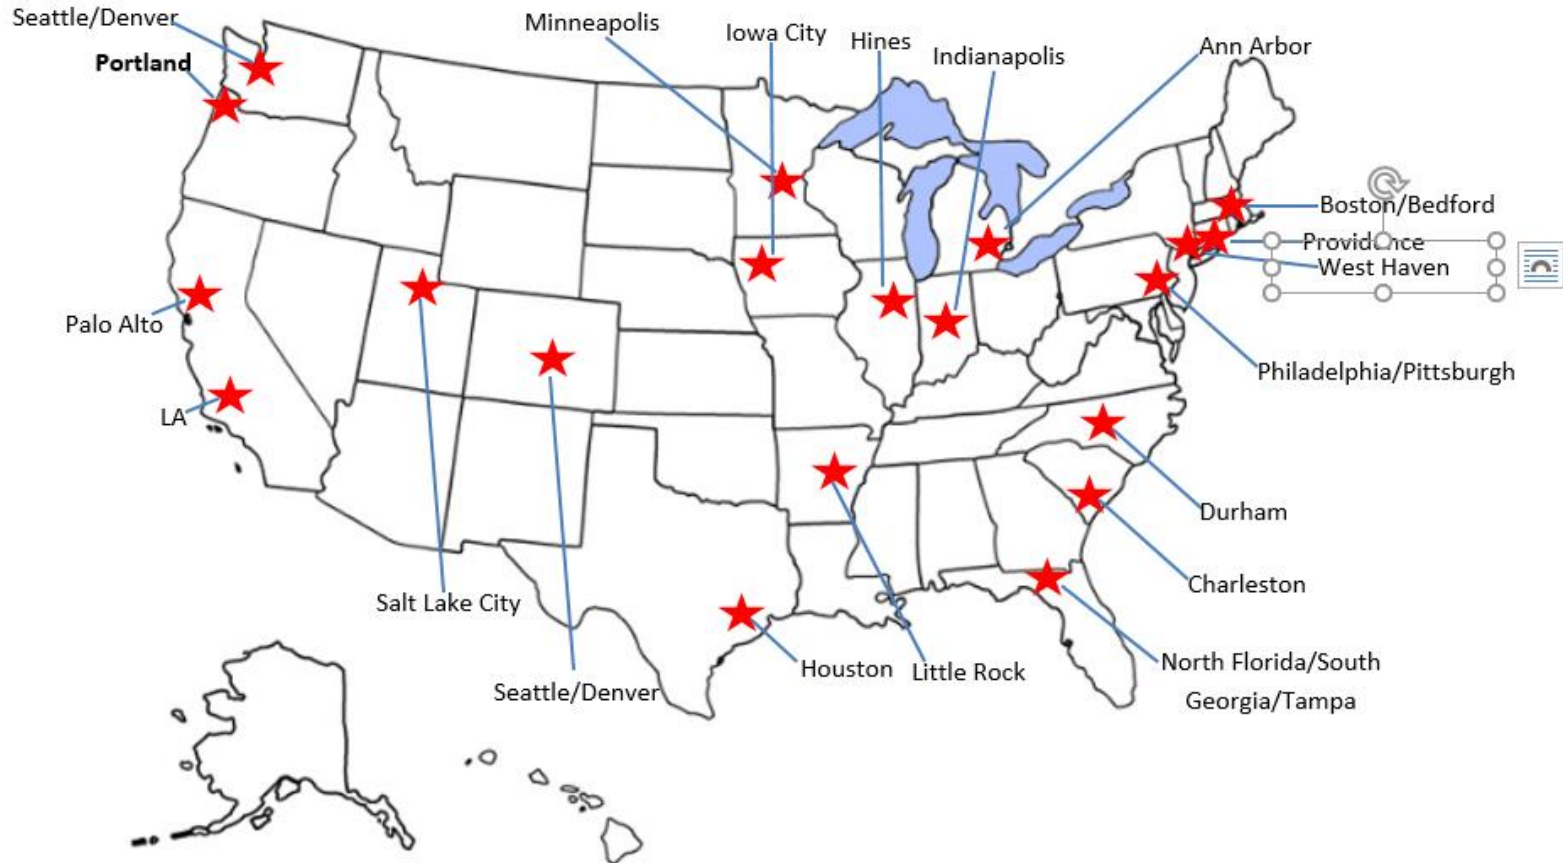 Seattle/Denver
Minneapolis
Iowa City
Hines
Indianapolis
Ann Arbor
Portland
Boston/Bedford
Providence
West Haven
Palo Alto
Philadelphia/Pittsburgh
LA
Durham
Charleston
Salt Lake City
Houston
Little Rock
North Florida/South
Georgia/Tampa
Seattle/Denver